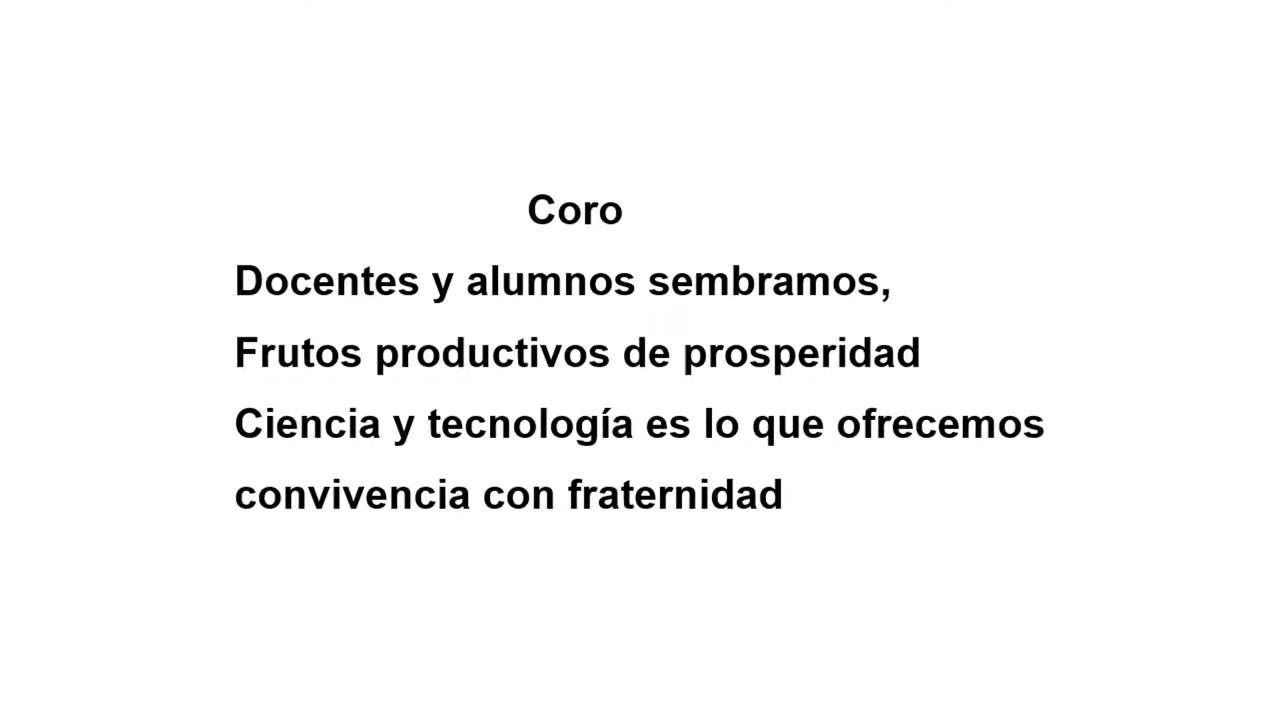 Coro
Docentes y alumnos sembramos,
Frutos productivos de prosperidad
Ciencia y tecnología es lo que ofrecemos
convivencia con fraternidad